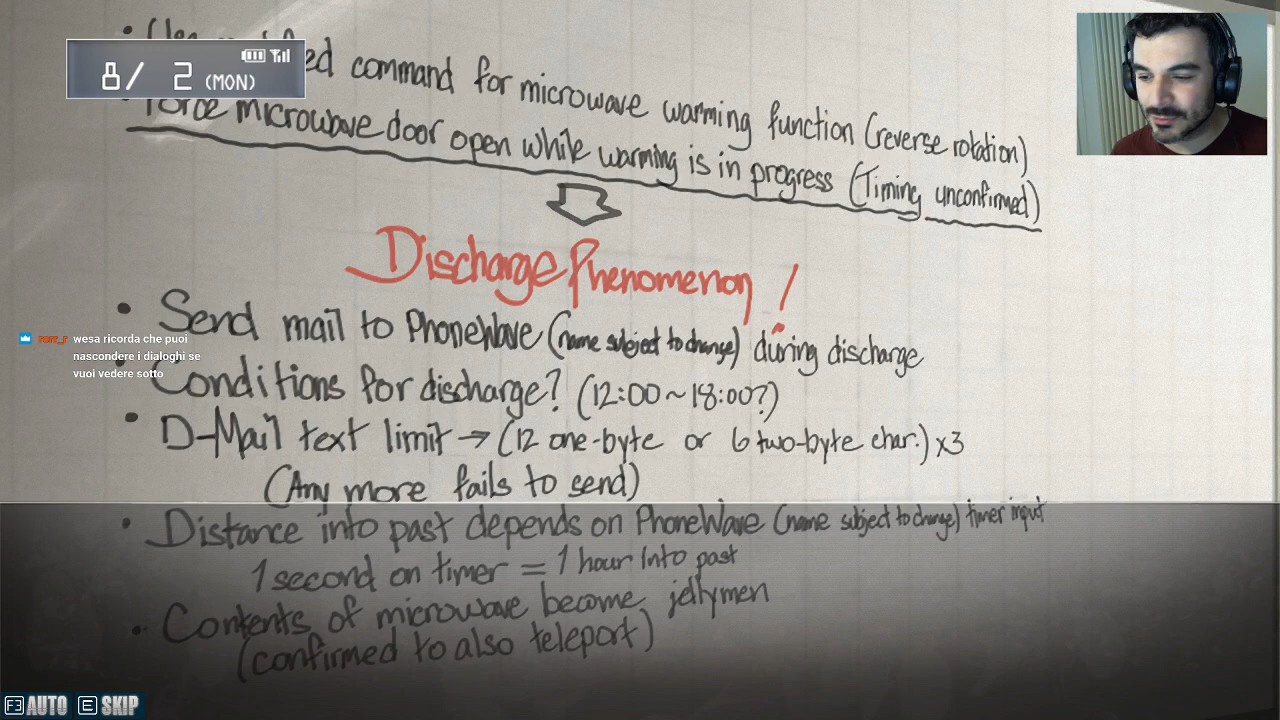 8/ 2 (MON)
command for microwave warming function (reverse rotation)
Force microwave door open while warming is in progress (Timing unconfirmed)
Discharge Phenomenon!
• Send mail to PhoneWave (name subject to change) during discharge
wesa ricorda che puoi
nascondere i dialoghi se
vuoi vedere sotto
• Conditions for discharge? (12:00~18:00?)
• D-Mail text limit → (12 one-byte or 6 two-byte char.) x3
(Any more fails to send)
• Distance into past depends on PhoneWave (name subject to change) timer input
1 second on timer = 1 hour into past
• Contents of microwave become jellymen
(confirmed to also teleport)
F3 AUTO E SKIP